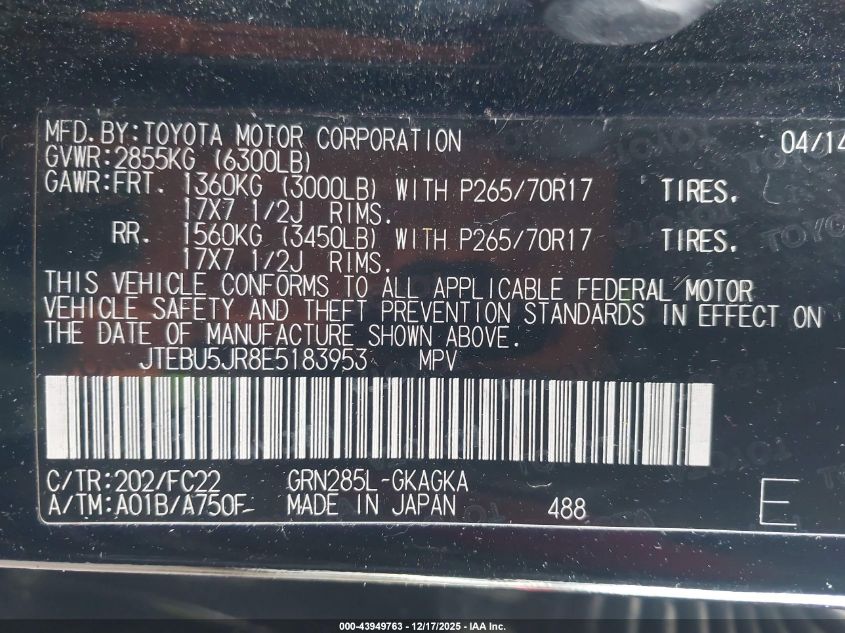 MFD.BY:TOYOTA MOTOR CORPORATION 04/14
GVWR:2855KG (6300LB)
GAWR:FRT. 1360KG (3000LB) WITH P265/70R17 TIRES.
17X7 1/2J RIMS.
RR. 1560KG (3450LB) WITH P265/70R17 TIRES.
17X7 1/2J RIMS.
THIS VEHICLE CONFORMS TO ALL APPLICABLE FEDERAL MOTOR
VEHICLE SAFETY AND THEFT PREVENTION STANDARDS IN EFFECT ON
THE DATE OF MANUFACTURE SHOWN ABOVE.
JTEBU5JR8E5183953 MPV
C/TR:202/FC22 GRN285L-GKAGKA
A/TM:A01B/A750F MADE IN JAPAN 488 E
000-43949763 - 12/17/2025 - IAA Inc.